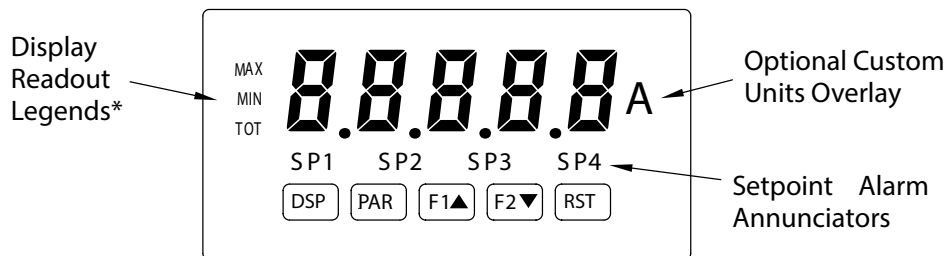 Display
Readout
Legends*
MAX
MIN
TOT
8.8.8.8.8
A
SP1 SP2 SP3 SP4
DSP PAR F1▲ F2▼ RST
Optional Custom
Units Overlay
Setpoint Alarm
Annunciators